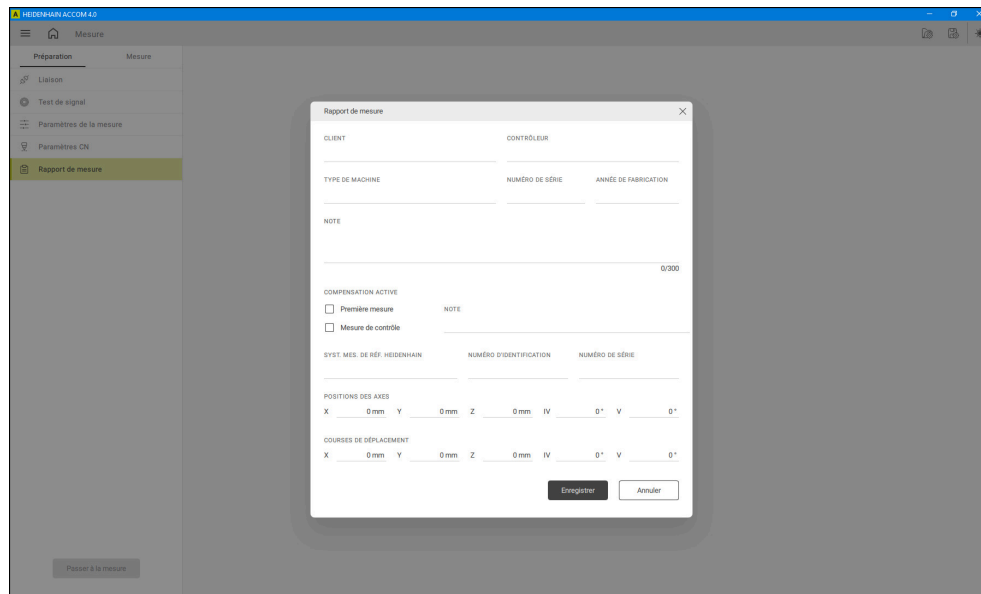 HEIDENHAIN ACCOM 4.0
Mesure
Préparation Mesure
Liaison
Test de signal
Paramètres de la mesure
Paramètres CN
Rapport de mesure
Passer à la mesure
Rapport de mesure
CLIENT CONTRÔLEUR
TYPE DE MACHINE NUMÉRO DE SÉRIE ANNÉE DE FABRICATION
NOTE
0/300
COMPENSATION ACTIVE
Première mesure NOTE
Mesure de contrôle
SYST. MES. DE RÉF. HEIDENHAIN NUMÉRO D'IDENTIFICATION NUMÉRO DE SÉRIE
POSITIONS DES AXES
X 0 mm Y 0 mm Z 0 mm IV 0 ° V 0 °
COURSES DE DÉPLACEMENT
X 0 mm Y 0 mm Z 0 mm IV 0 ° V 0 °
Enregistrer Annuler